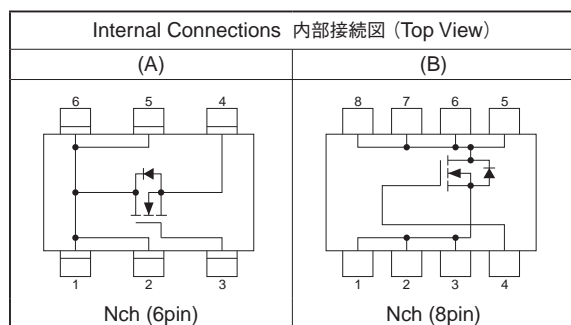 Internal Connections 内部接続図 (Top View)
(A) (B)
6 5 4 8 7 6 5
1 2 3 1 2 3 4
Nch (6pin) Nch (8pin)